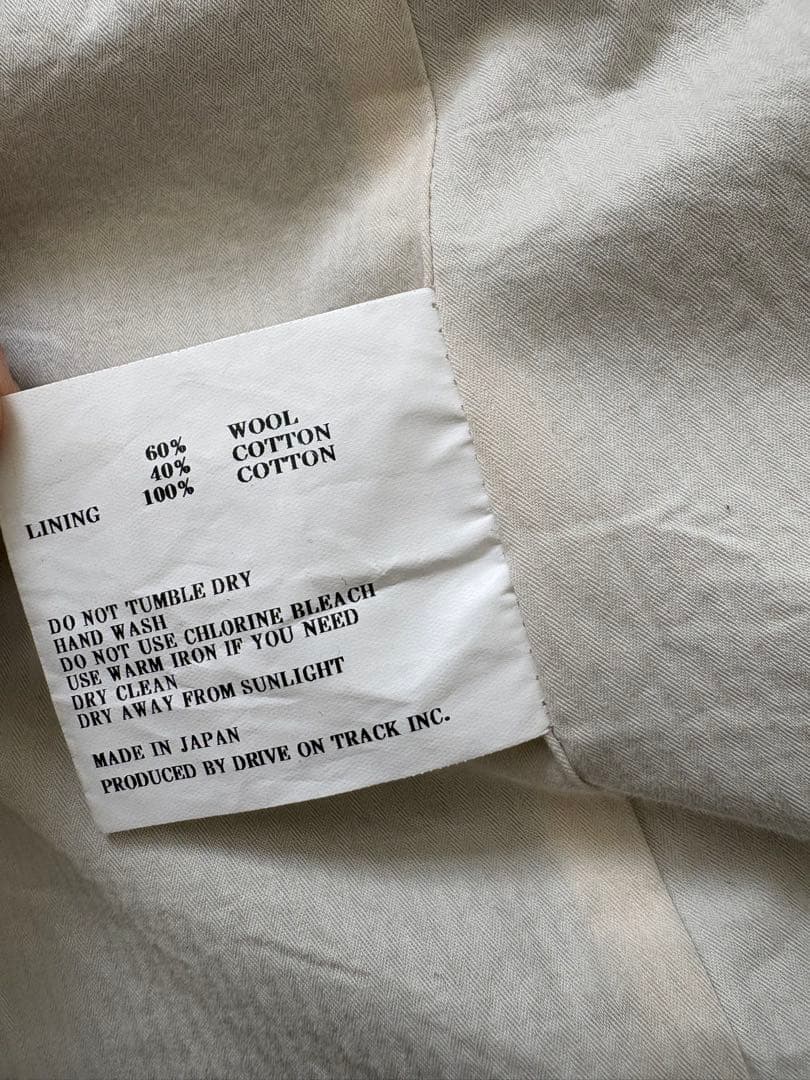 60% WOOL
40% COTTON
LINING 100% COTTON
DO NOT TUMBLE DRY
HAND WASH
DO NOT USE CHLORINE BLEACH
USE WARM IRON IF YOU NEED
DRY CLEAN
DRY AWAY FROM SUNLIGHT
MADE IN JAPAN
PRODUCED BY DRIVE ON TRACK INC.